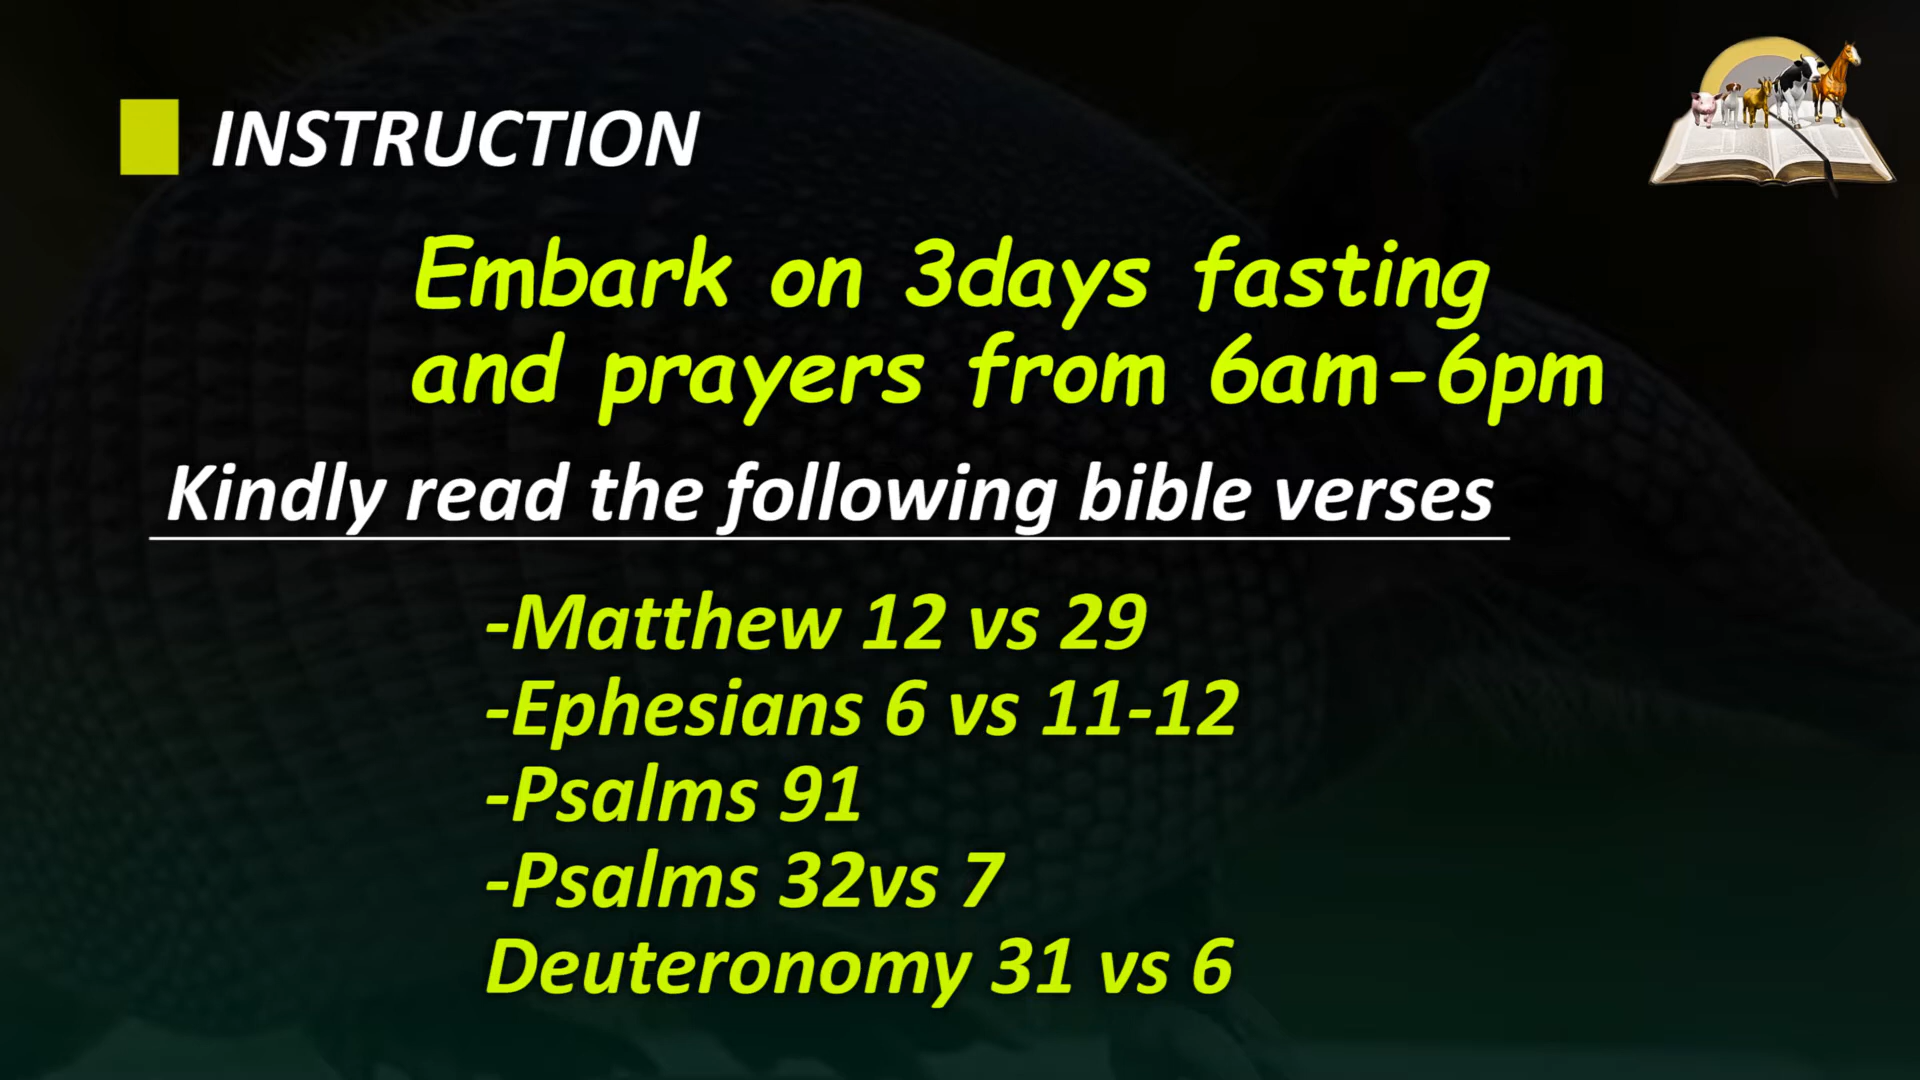 INSTRUCTION
Embark on 3days fasting
and prayers from 6am-6pm
Kindly read the following bible verses
-Matthew 12 vs 29
-Ephesians 6 vs 11-12
-Psalms 91
-Psalms 32vs 7
Deuteronomy 31 vs 6